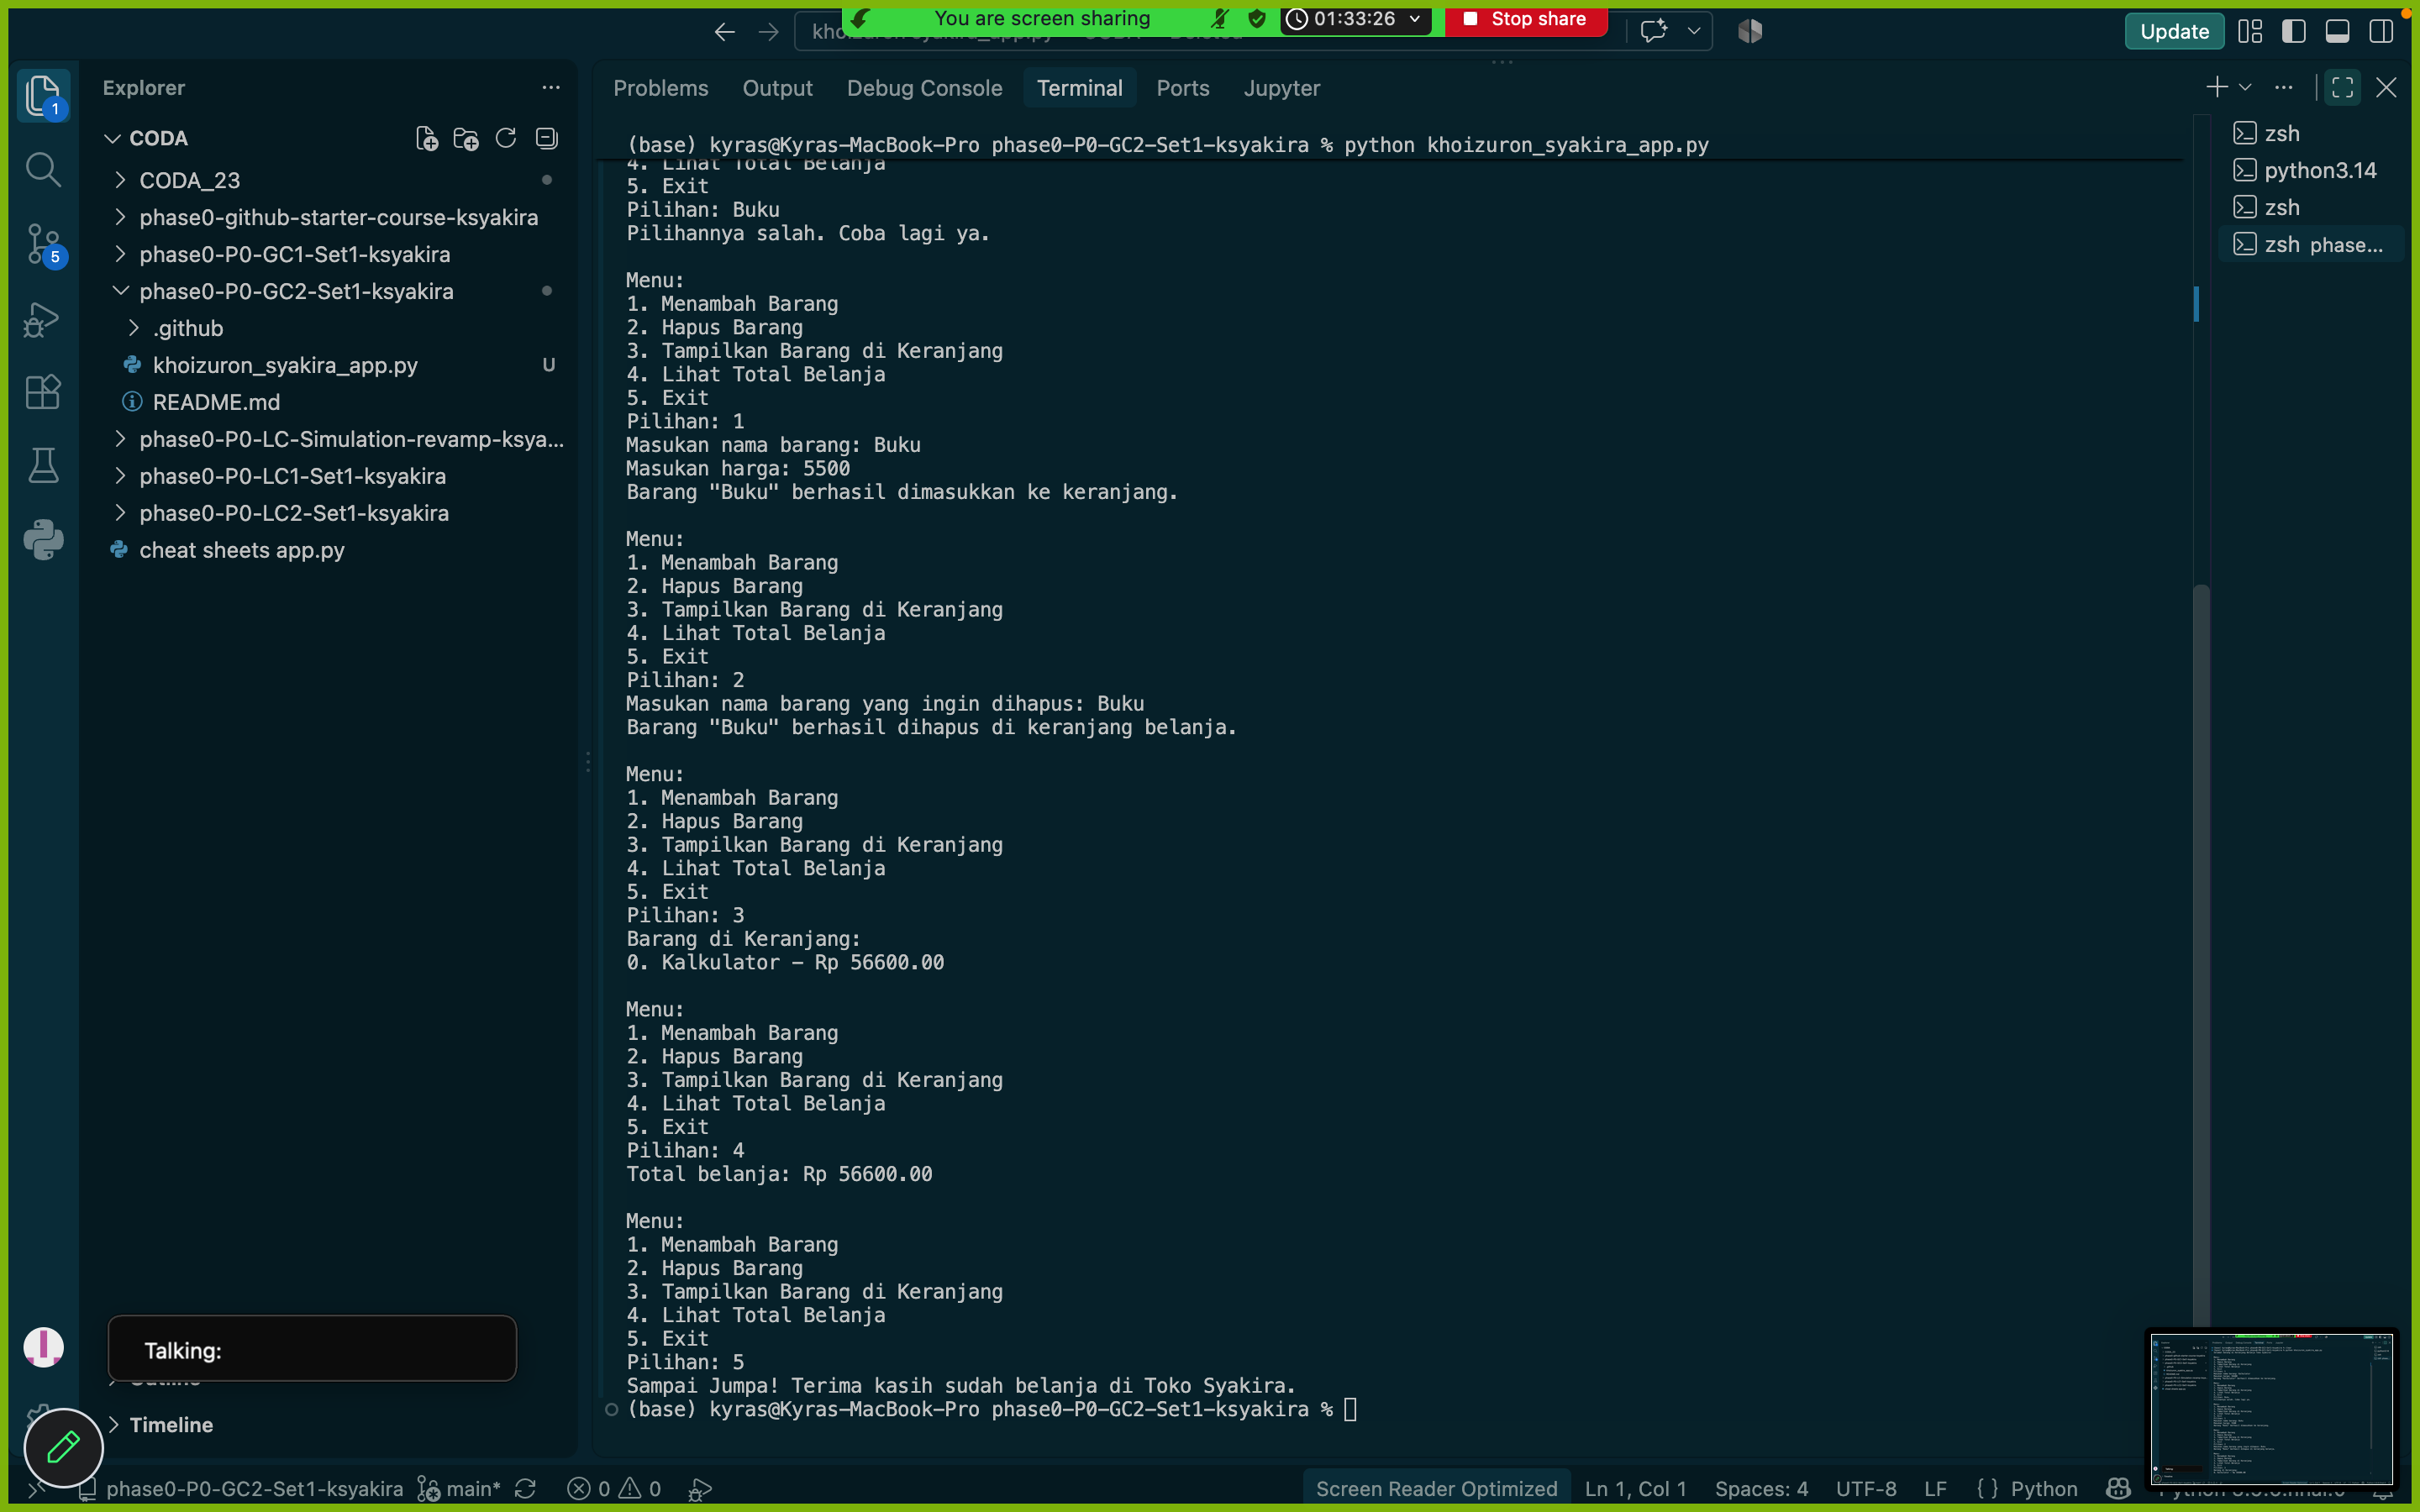 You are screen sharing
01:33:26
Stop share
Update
Explorer
CODA
CODA_23
phase0-github-starter-course-ksyakira
phase0-P0-GC1-Set1-ksyakira
phase0-P0-GC2-Set1-ksyakira
.github
khoizuron_syakira_app.py U
README.md
phase0-P0-LC-Simulation-revamp-ksya...
phase0-P0-LC1-Set1-ksyakira
phase0-P0-LC2-Set1-ksyakira
cheat sheets app.py
1
5
Talking:
Timeline
Problems Output Debug Console Terminal Ports Jupyter
(base) kyras@Kyras-MacBook-Pro phase0-P0-GC2-Set1-ksyakira % python khoizuron_syakira_app.py
4. Lihat Total Belanja
5. Exit
Pilihan: Buku
Pilihannya salah. Coba lagi ya.
Menu:
1. Menambah Barang
2. Hapus Barang
3. Tampilkan Barang di Keranjang
4. Lihat Total Belanja
5. Exit
Pilihan: 1
Masukan nama barang: Buku
Masukan harga: 5500
Barang "Buku" berhasil dimasukkan ke keranjang.
Menu:
1. Menambah Barang
2. Hapus Barang
3. Tampilkan Barang di Keranjang
4. Lihat Total Belanja
5. Exit
Pilihan: 2
Masukan nama barang yang ingin dihapus: Buku
Barang "Buku" berhasil dihapus di keranjang belanja.
Menu:
1. Menambah Barang
2. Hapus Barang
3. Tampilkan Barang di Keranjang
4. Lihat Total Belanja
5. Exit
Pilihan: 3
Barang di Keranjang:
0. Kalkulator – Rp 56600.00
Menu:
1. Menambah Barang
2. Hapus Barang
3. Tampilkan Barang di Keranjang
4. Lihat Total Belanja
5. Exit
Pilihan: 4
Total belanja: Rp 56600.00
Menu:
1. Menambah Barang
2. Hapus Barang
3. Tampilkan Barang di Keranjang
4. Lihat Total Belanja
5. Exit
Pilihan: 5
Sampai Jumpa! Terima kasih sudah belanja di Toko Syakira.
(base) kyras@Kyras-MacBook-Pro phase0-P0-GC2-Set1-ksyakira %
zsh
python3.14
zsh
zsh phase...
phase0-P0-GC2-Set1-ksyakira main* 0 0
Screen Reader Optimized Ln 1, Col 1 Spaces: 4 UTF-8 LF { } Python